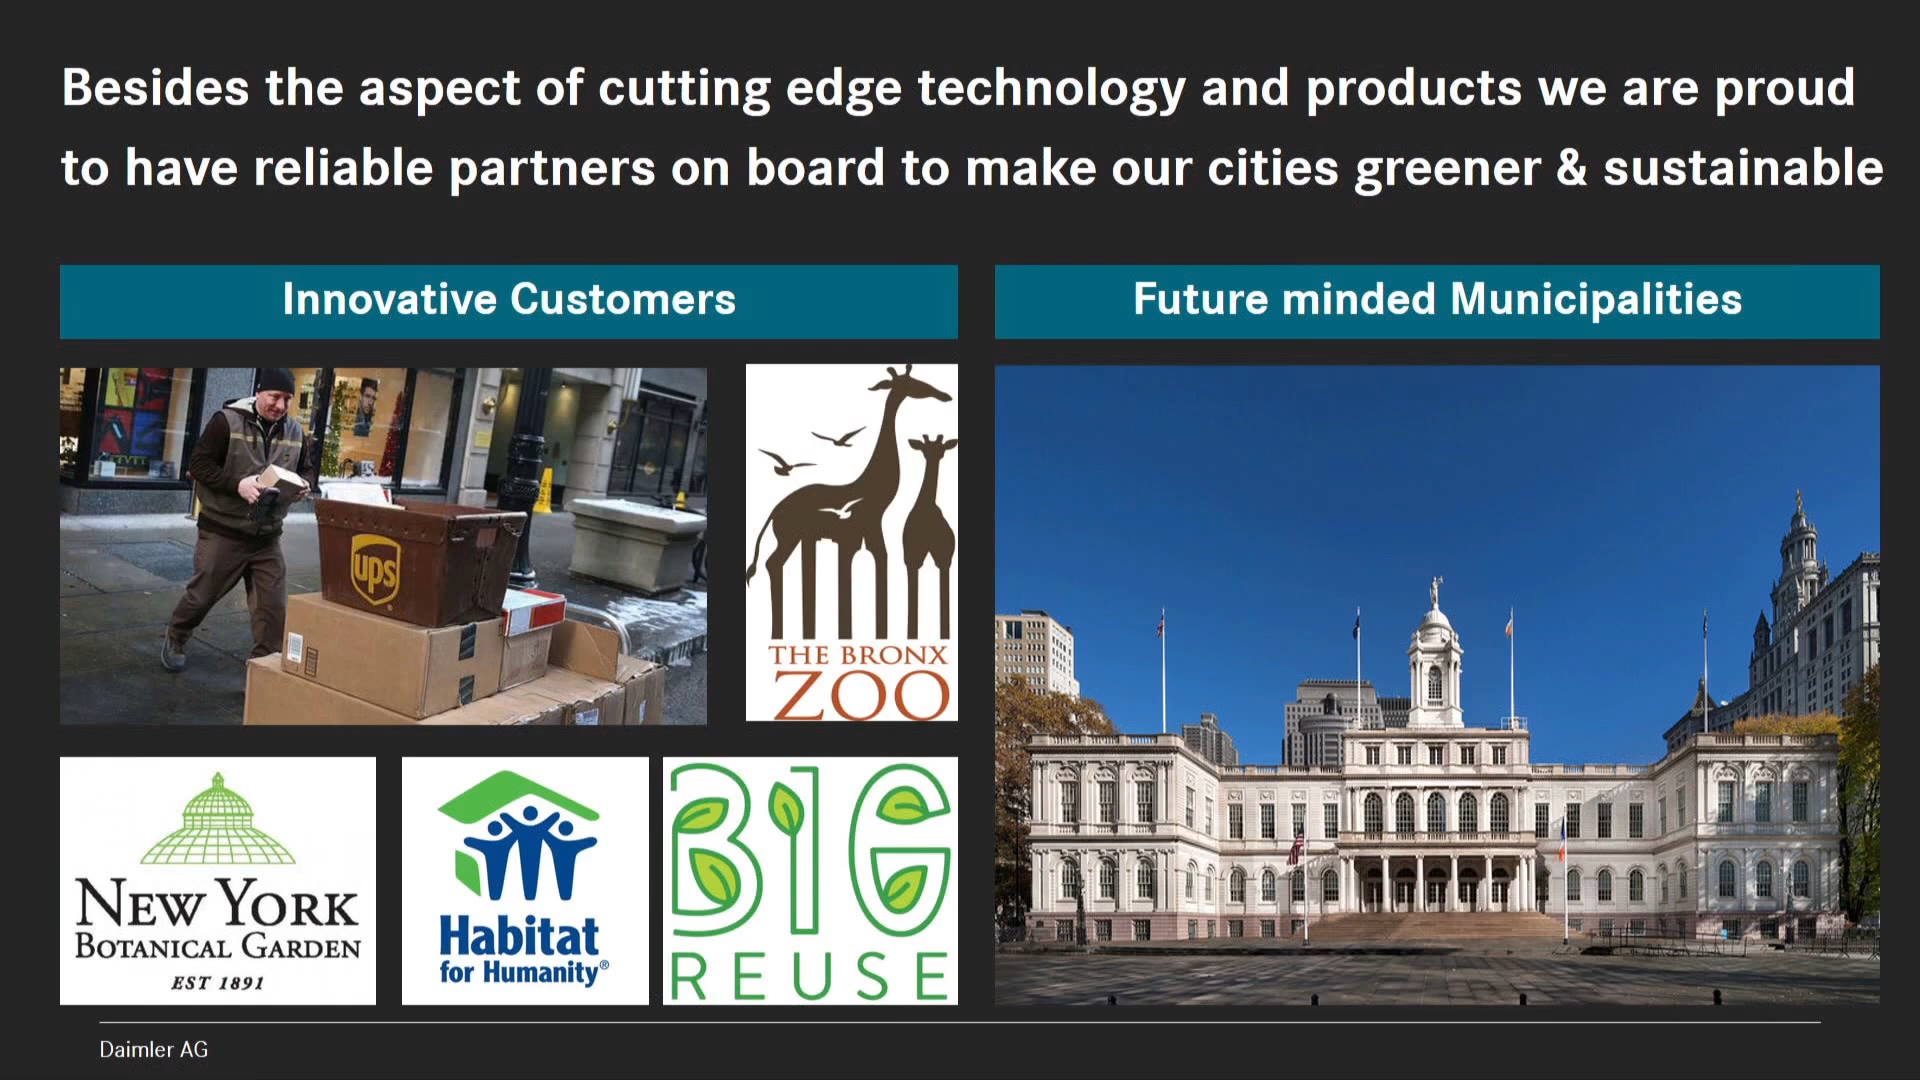 Besides the aspect of cutting edge technology and products we are proud
to have reliable partners on board to make our cities greener & sustainable
Innovative Customers
Future minded Municipalities
ups
THE BRONX
ZOO
NEW YORK
BOTANICAL GARDEN
EST 1891
Habitat
for Humanity®
BIG
REUSE
Daimler AG